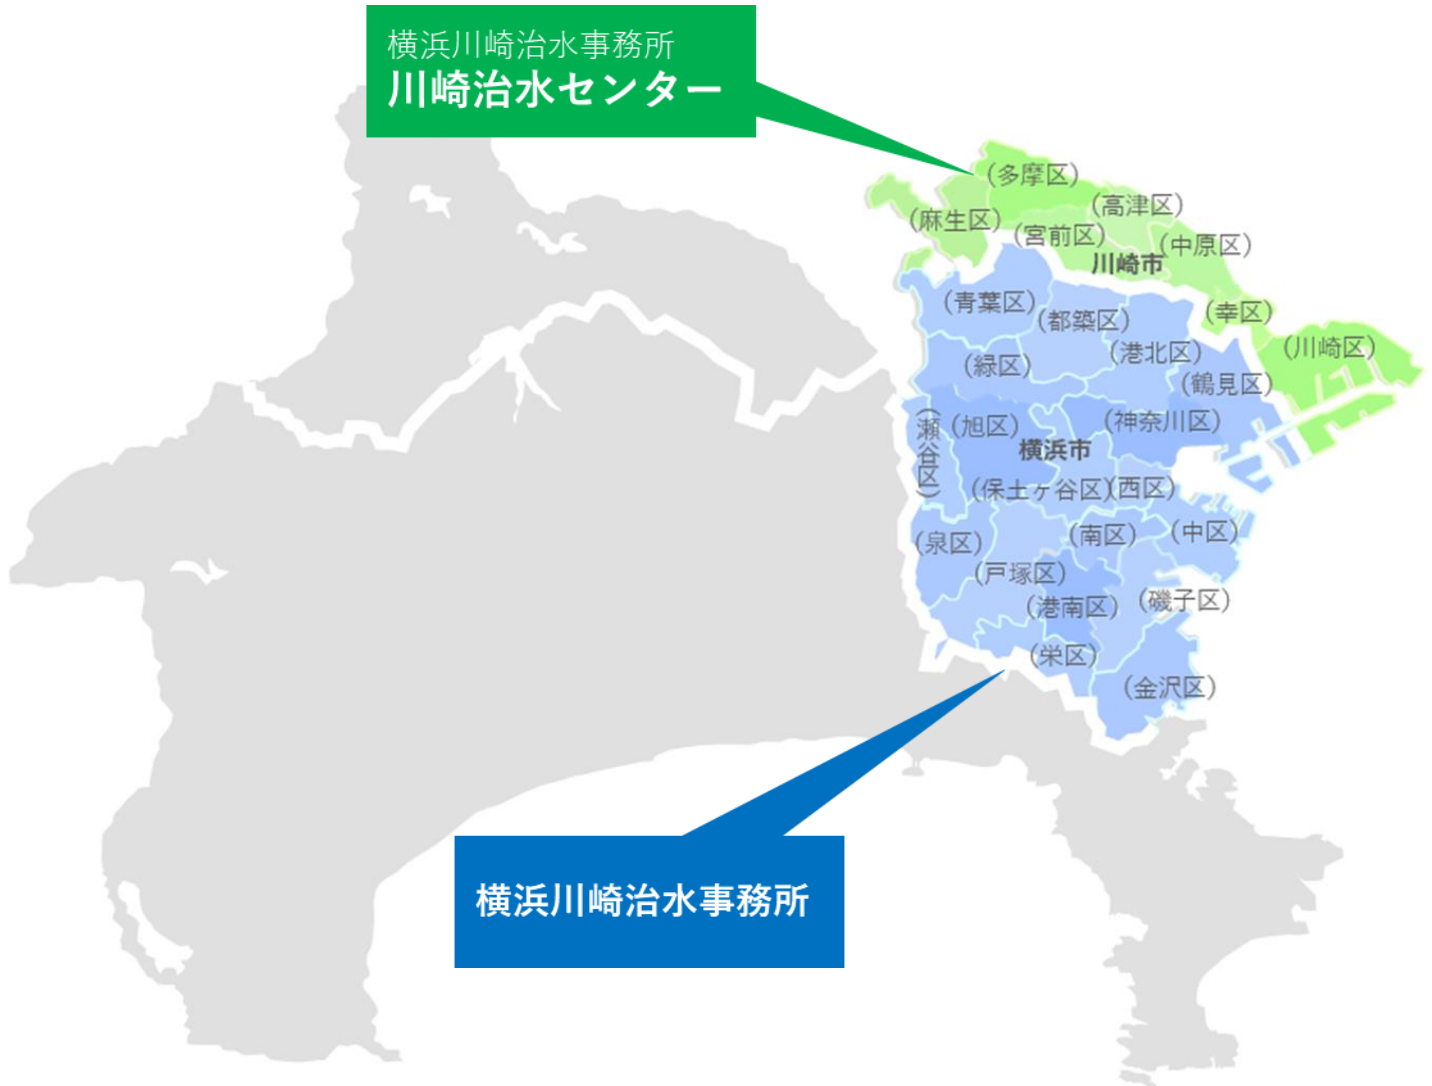 横浜川崎治水事務所
川崎治水センター
（多摩区）
（高津区）
（麻生区）
（宮前区）
（中原区）
川崎市
（幸区）
（川崎区）
（青葉区）
（都築区）
（港北区）
（緑区）
（鶴見区）
（瀬谷区）
（旭区）
（神奈川区）
横浜市
（保土ヶ谷区）
（西区）
（泉区）
（南区）
（中区）
（戸塚区）
（港南区）
（磯子区）
（栄区）
（金沢区）
横浜川崎治水事務所